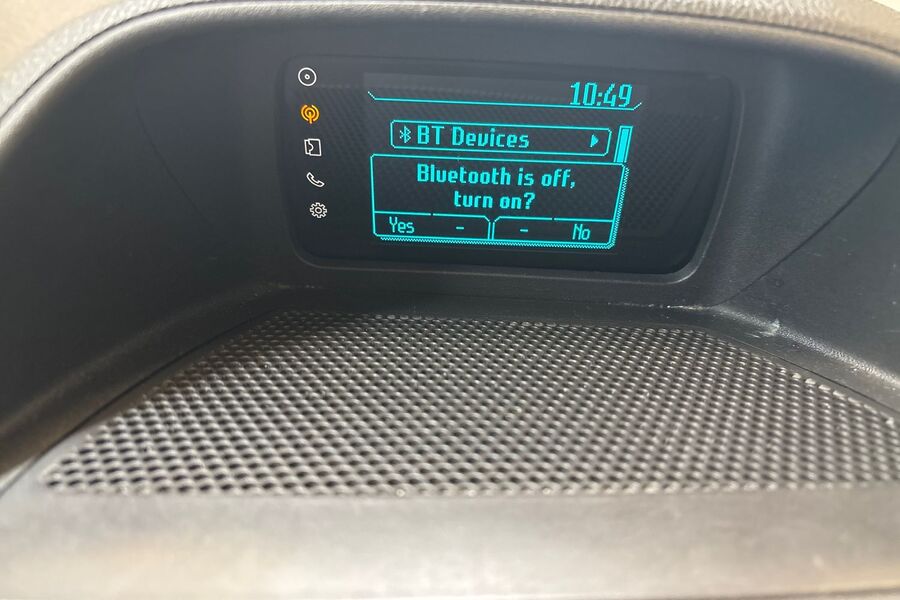 10:49
BT Devices
Bluetooth is off,
turn on?
Yes - - No